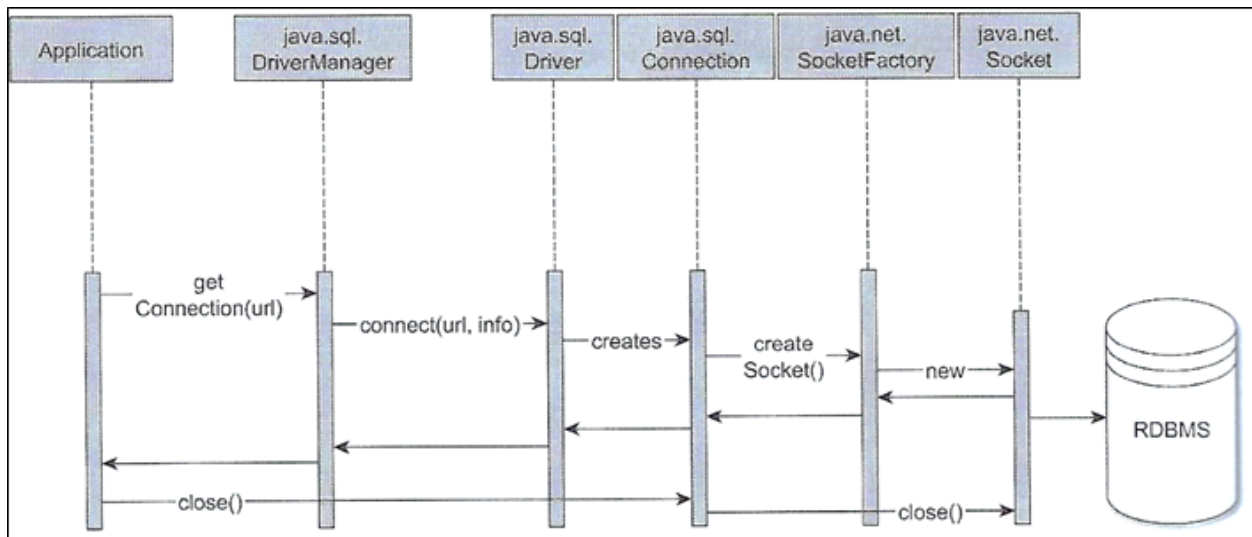 Application
java.sql.
DriverManager
java.sql.
Driver
java.sql.
Connection
java.net.
SocketFactory
java.net.
Socket
get
Connection(url)
connect(url, info)
creates
create
Socket()
new
RDBMS
close()
close()